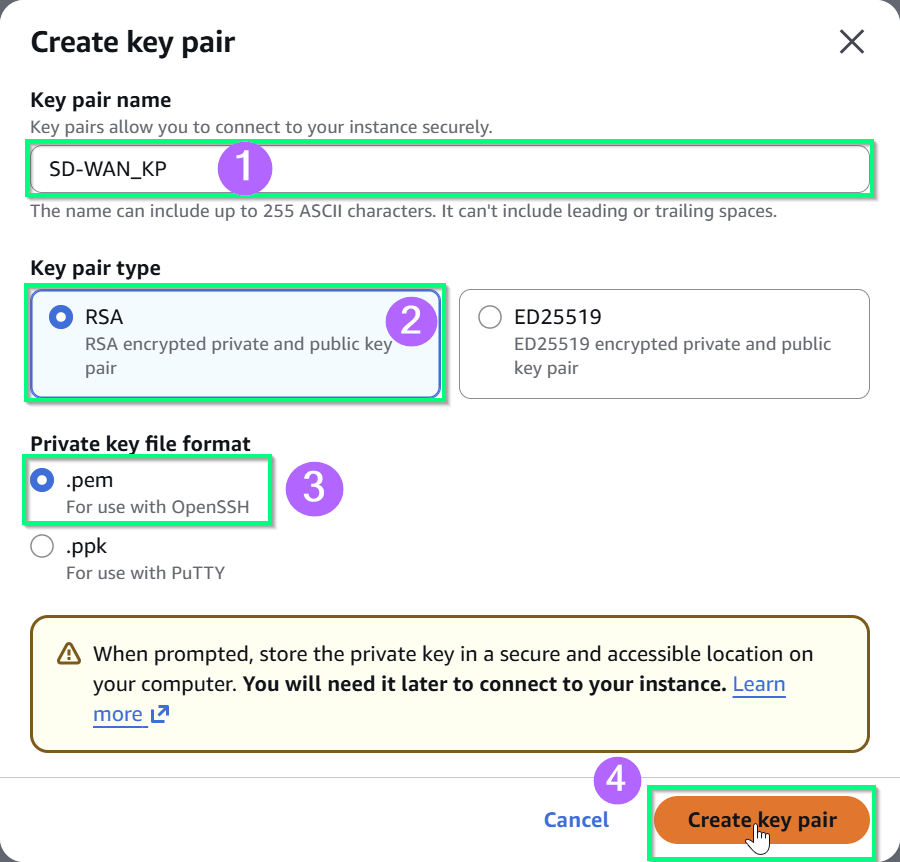 Create key pair
Key pair name
Key pairs allow you to connect to your instance securely.
SD-WAN_KP
1
The name can include up to 255 ASCII characters. It can't include leading or trailing spaces.
Key pair type
RSA
2
RSA encrypted private and public key
pair
ED25519
ED25519 encrypted private and public
key pair
Private key file format
.pem
For use with OpenSSH
3
.ppk
For use with PuTTY
When prompted, store the private key in a secure and accessible location on
your computer. You will need it later to connect to your instance. Learn
more
4
Cancel
Create key pair